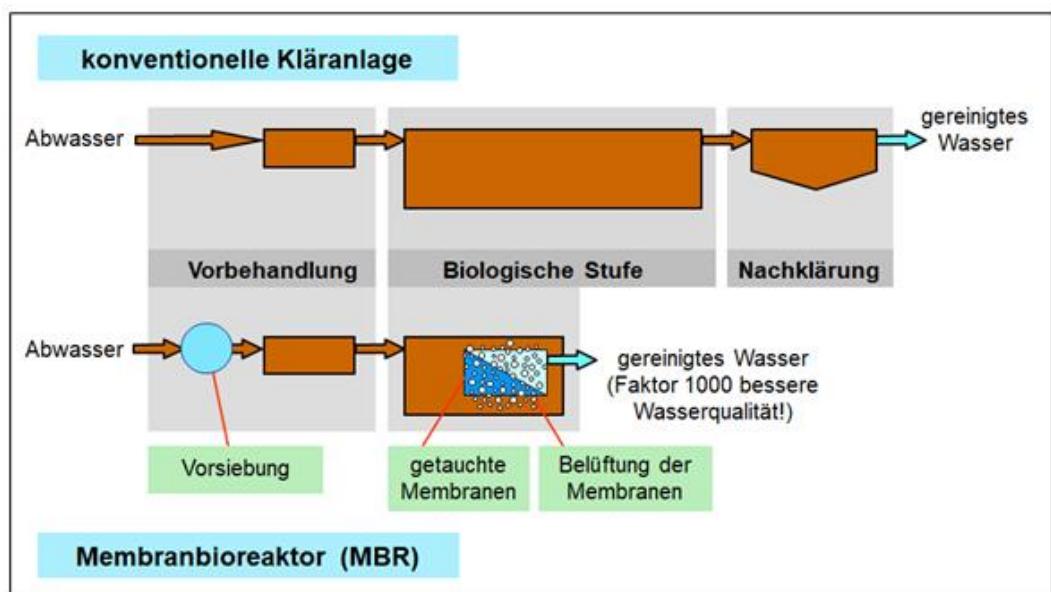 konventionelle Kläranlage
Abwasser
gereinigtes
Wasser
Vorbehandlung
Biologische Stufe
Nachklärung
Abwasser
gereinigtes Wasser
(Faktor 1000 bessere
Wasserqualität!)
Vorsiebung
getauchte
Membranen
Belüftung der
Membranen
Membranbioreaktor (MBR)